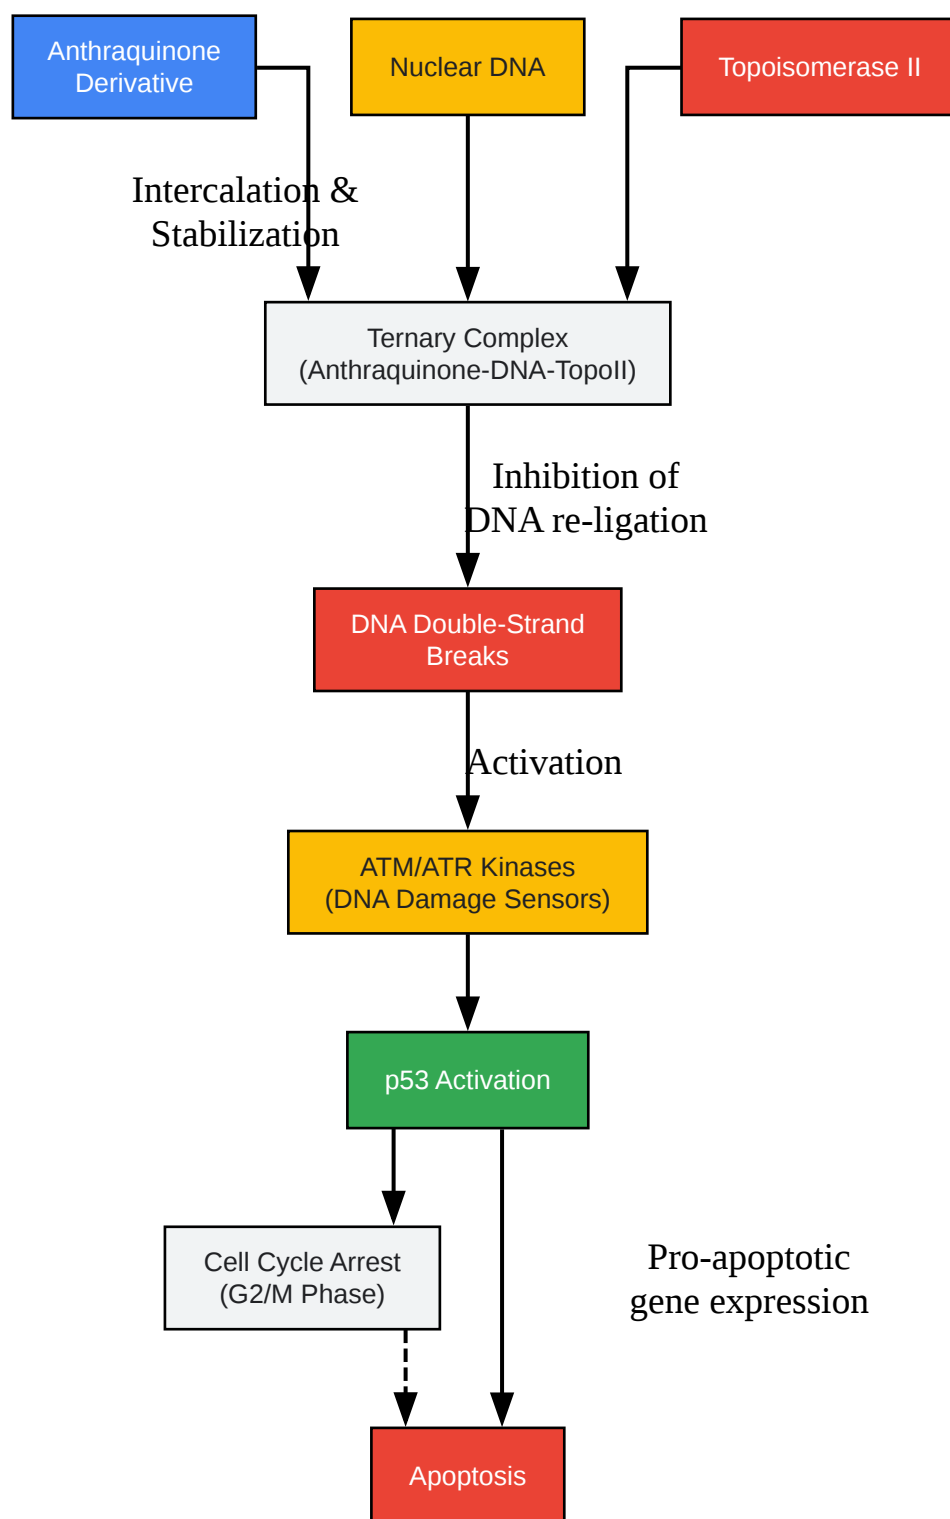 Anthraquinone
Derivative
Nuclear DNA
Topoisomerase II
Intercalation &
Stabilization
Ternary Complex
(Anthraquinone-DNA-TopoII)
Inhibition of
DNA re-ligation
DNA Double-Strand
Breaks
Activation
ATM/ATR Kinases
(DNA Damage Sensors)
p53 Activation
Cell Cycle Arrest
(G2/M Phase)
Pro-apoptotic
gene expression
Apoptosis